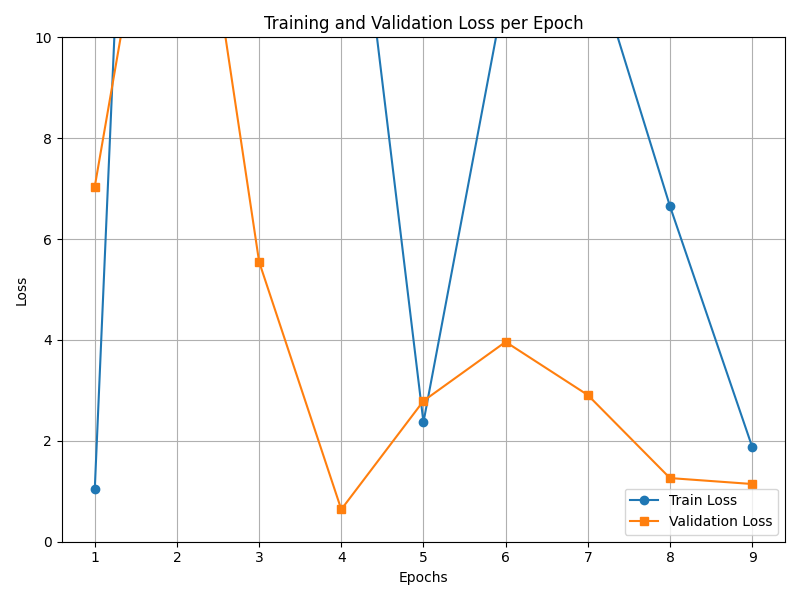 Training and Validation Loss per Epoch
10
8
6
4
2
0
Loss
1 2 3 4 5 6 7 8 9
Epochs
Train Loss
Validation Loss